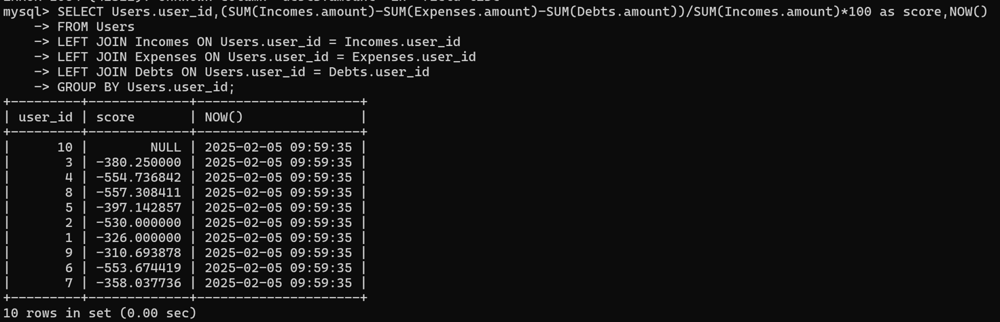 mysql> SELECT Users.user_id,(SUM(Incomes.amount)-SUM(Expenses.amount)-SUM(Debts.amount))/SUM(Incomes.amount)*100 as score,NOW()
    -> FROM Users
    -> LEFT JOIN Incomes ON Users.user_id = Incomes.user_id
    -> LEFT JOIN Expenses ON Users.user_id = Expenses.user_id
    -> LEFT JOIN Debts ON Users.user_id = Debts.user_id
    -> GROUP BY Users.user_id;
+---------+-------------+---------------------+
| user_id | score       | NOW()               |
+---------+-------------+---------------------+
|      10 |        NULL | 2025-02-05 09:59:35 |
|       3 | -380.250000 | 2025-02-05 09:59:35 |
|       4 | -554.736842 | 2025-02-05 09:59:35 |
|       8 | -557.308411 | 2025-02-05 09:59:35 |
|       5 | -397.142857 | 2025-02-05 09:59:35 |
|       2 | -530.000000 | 2025-02-05 09:59:35 |
|       1 | -326.000000 | 2025-02-05 09:59:35 |
|       9 | -310.693878 | 2025-02-05 09:59:35 |
|       6 | -553.674419 | 2025-02-05 09:59:35 |
|       7 | -358.037736 | 2025-02-05 09:59:35 |
+---------+-------------+---------------------+
10 rows in set (0.00 sec)